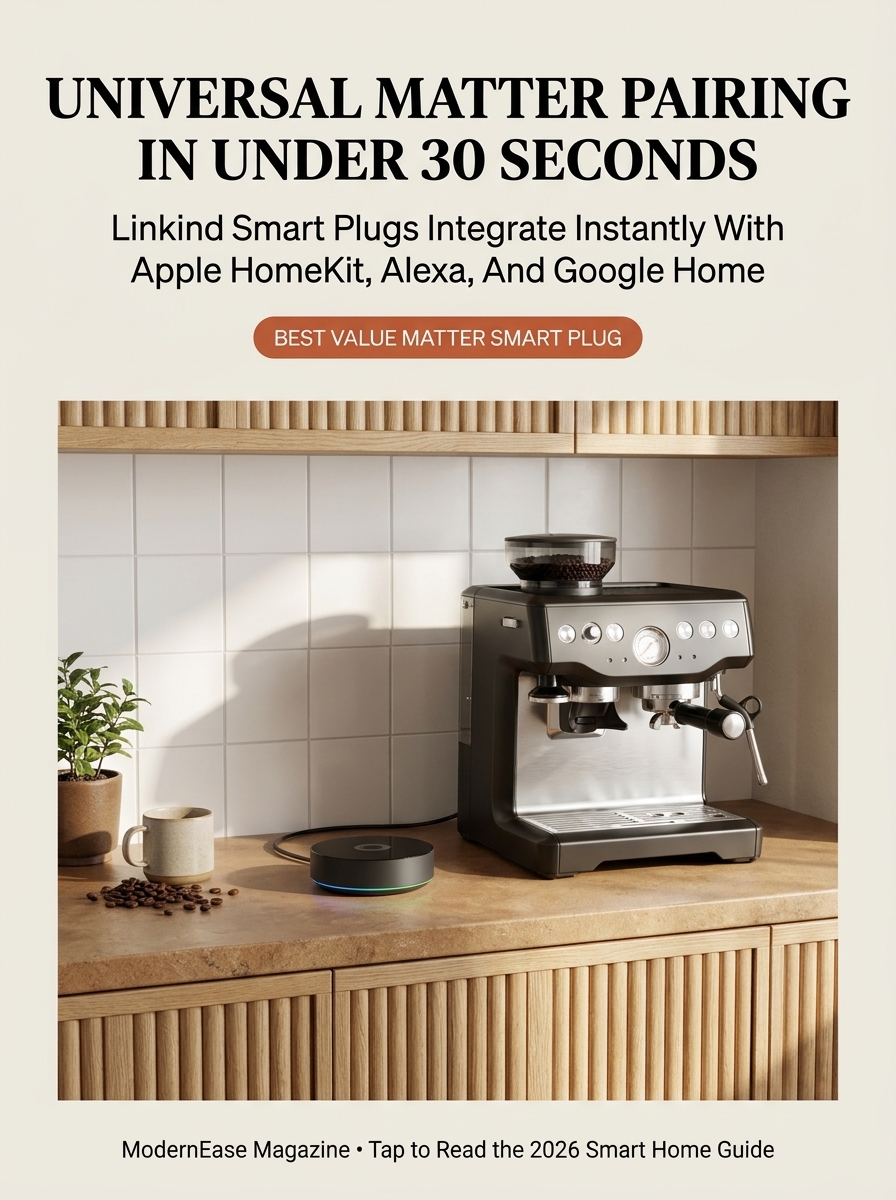 UNIVERSAL MATTER PAIRING
IN UNDER 30 SECONDS
Linkind Smart Plugs Integrate Instantly With
Apple HomeKit, Alexa, And Google Home
BEST VALUE MATTER SMART PLUG
ModernEase Magazine • Tap to Read the 2026 Smart Home Guide